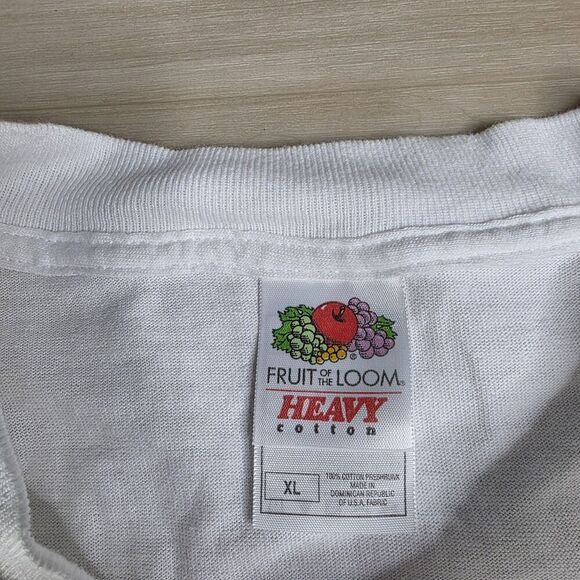 FRUIT OF THE LOOM®
HEAVY
cotton
XL
100% COTTON PRESHRUNK
MADE IN
DOMINICAN REPUBLIC
OF U.S.A. FABRIC